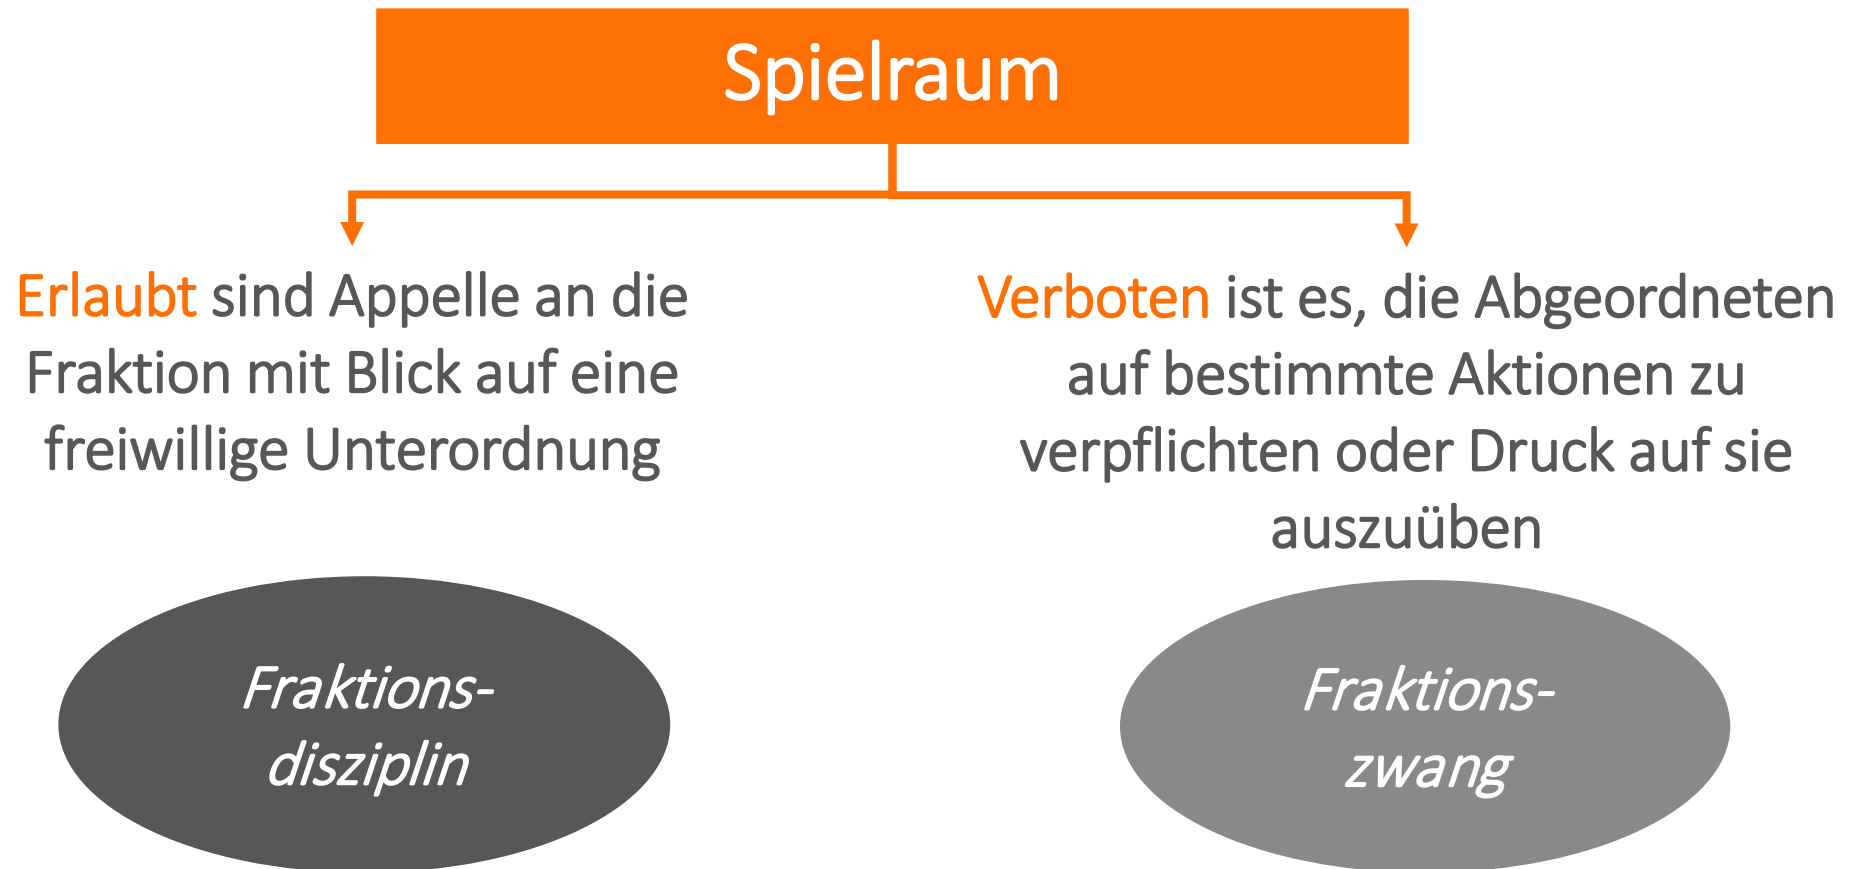 Spielraum
Erlaubt sind Appelle an die
Fraktion mit Blick auf eine
freiwillige Unterordnung
Verboten ist es, die Abgeordneten
auf bestimmte Aktionen zu
verpflichten oder Druck auf sie
auszuüben
Fraktions-
disziplin
Fraktions-
zwang